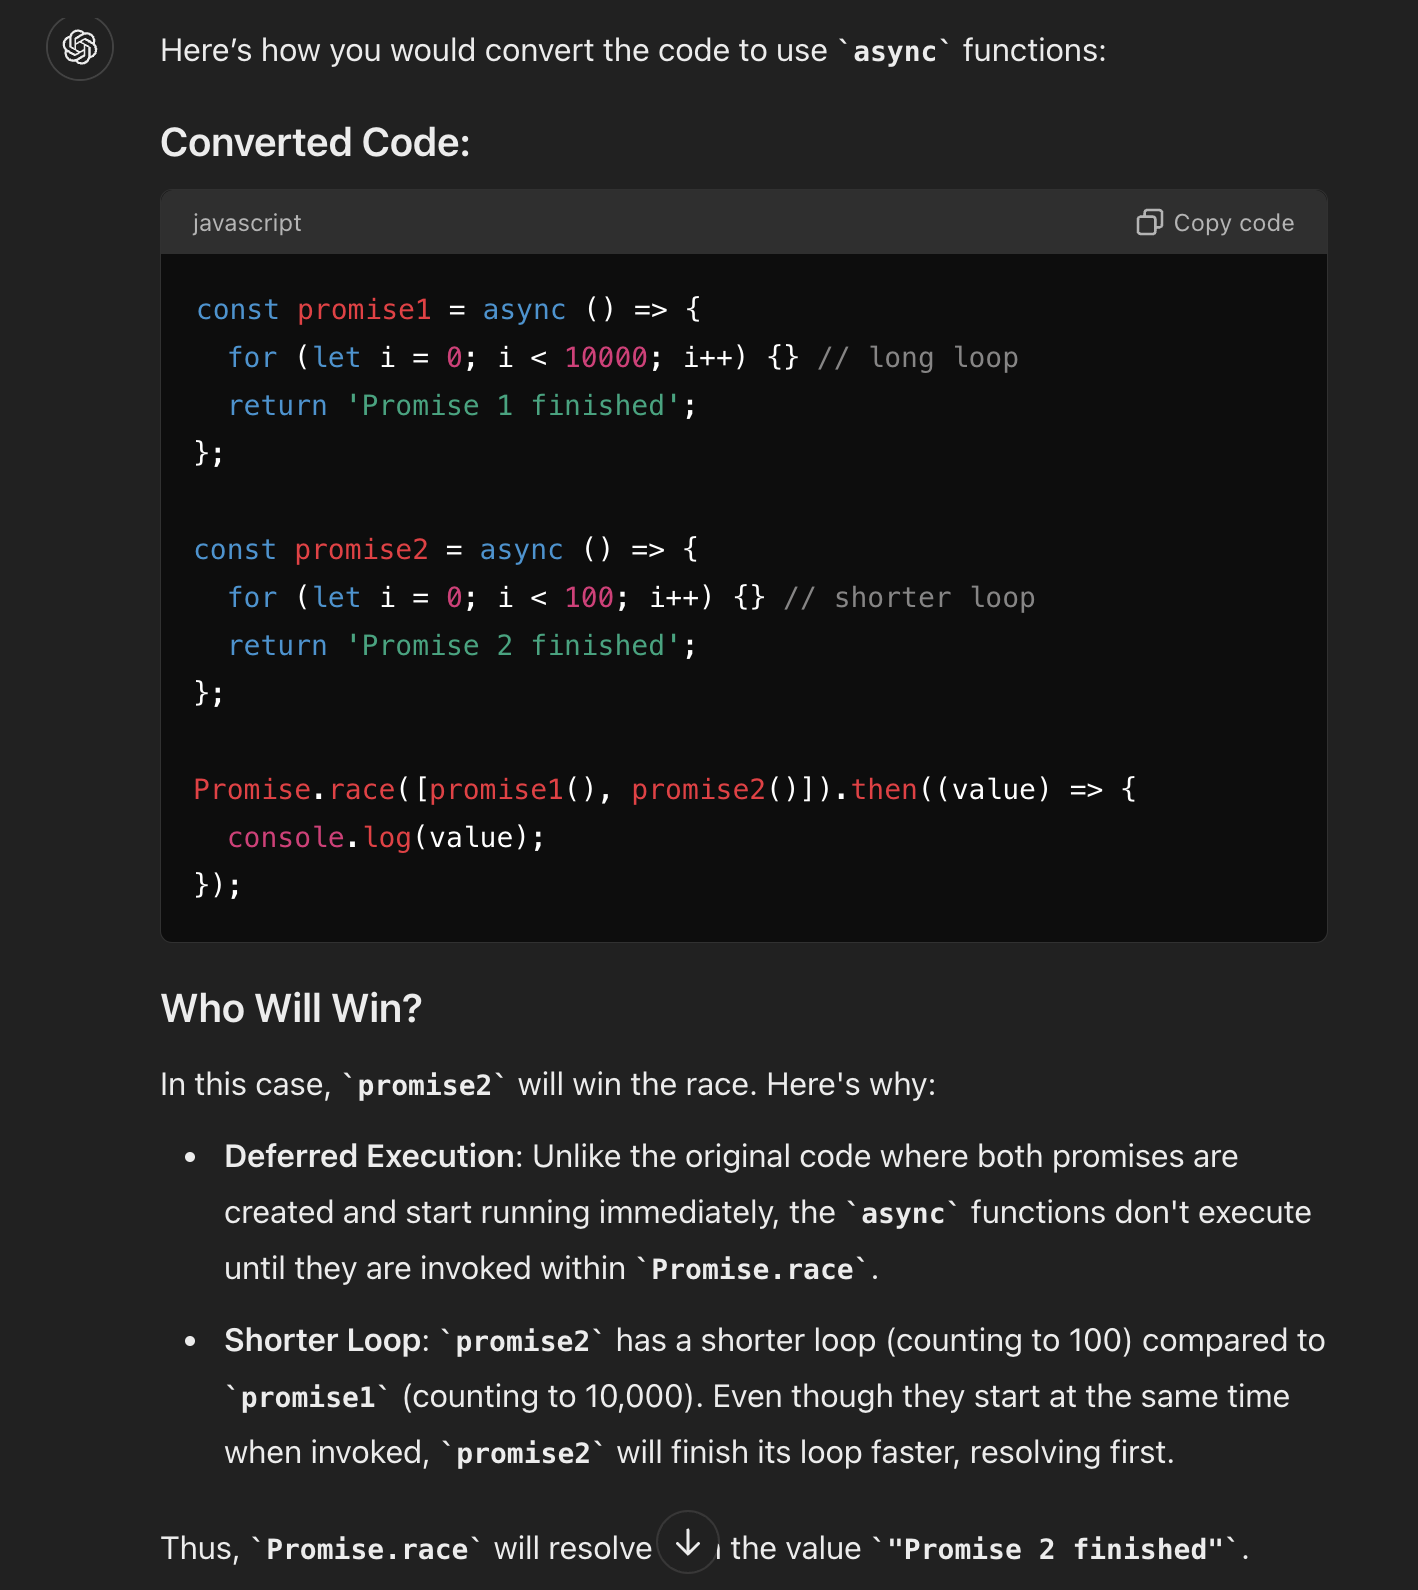 Here’s how you would convert the code to use `async` functions:
Converted Code:
javascript
Copy code
const promise1 = async () => {
  for (let i = 0; i < 10000; i++) {} // long loop
  return 'Promise 1 finished';
};
const promise2 = async () => {
  for (let i = 0; i < 100; i++) {} // shorter loop
  return 'Promise 2 finished';
};
Promise.race([promise1(), promise2()]).then((value) => {
  console.log(value);
});
Who Will Win?
In this case, `promise2` will win the race. Here's why:
• Deferred Execution: Unlike the original code where both promises are
created and start running immediately, the `async` functions don't execute
until they are invoked within `Promise.race`.
• Shorter Loop: `promise2` has a shorter loop (counting to 100) compared to
`promise1` (counting to 10,000). Even though they start at the same time
when invoked, `promise2` will finish its loop faster, resolving first.
Thus, `Promise.race` will resolve the value `"Promise 2 finished"`.